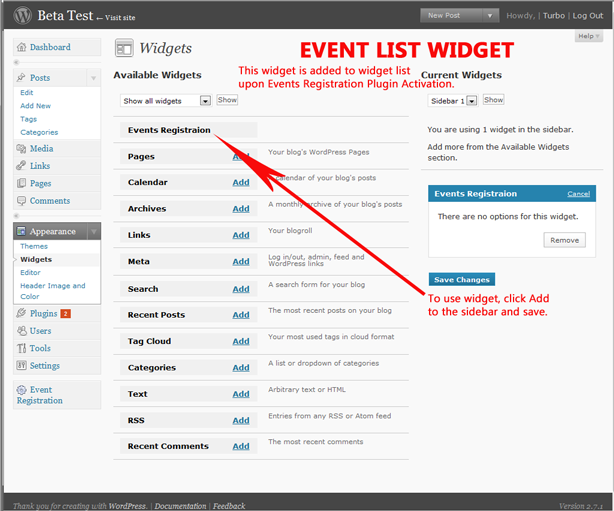 Beta Test ← Visit site
New Post
Howdy, | Turbo | Log Out
Help
Dashboard
Posts
Edit
Add New
Tags
Categories
Media
Links
Pages
Comments
Appearance
Themes
Widgets
Editor
Header Image and
Color
Plugins 2
Users
Tools
Settings
Event
Registration
Widgets
EVENT LIST WIDGET
This widget is added to widget list
upon Events Registration Plugin Activation.
Available Widgets
Show all widgets Show
Events Registraion
Pages Add Your blog's WordPress Pages
Calendar Add A calendar of your blog's posts
Archives Add A monthly archive of your blog's posts
Links Add Your blogroll
Meta Add Log in/out, admin, feed and
WordPress links
Search Add A search form for your blog
Recent Posts Add The most recent posts on your blog
Tag Cloud Add Your most used tags in cloud format
Categories Add A list or dropdown of categories
Text Add Arbitrary text or HTML
RSS Add Entries from any RSS or Atom feed
Recent Comments Add The most recent comments
Current Widgets
Sidebar 1 Show
You are using 1 widget in the sidebar.
Add more from the Available Widgets
section.
Events Registraion Cancel
There are no options for this widget.
Remove
Save Changes
To use widget, click Add
to the sidebar and save.
Thank you for creating with WordPress. | Documentation | Feedback
Version 2.7.1